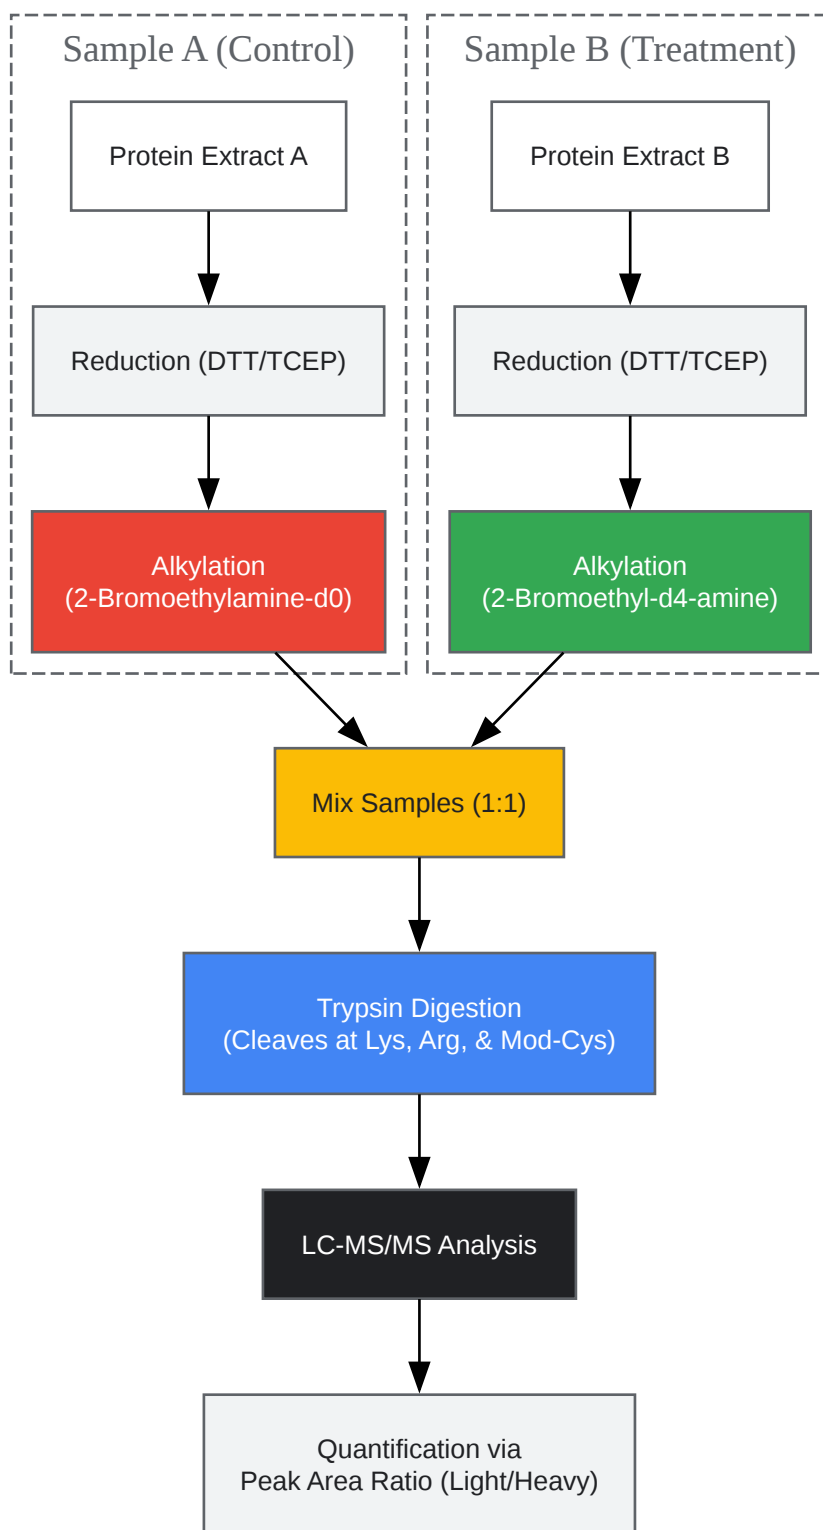 Sample A (Control)
Protein Extract A
Reduction (DTT/TCEP)
Alkylation
(2-Bromoethylamine-d0)
Sample B (Treatment)
Protein Extract B
Reduction (DTT/TCEP)
Alkylation
(2-Bromoethyl-d4-amine)
Mix Samples (1:1)
Trypsin Digestion
(Cleaves at Lys, Arg, & Mod-Cys)
LC-MS/MS Analysis
Quantification via
Peak Area Ratio (Light/Heavy)